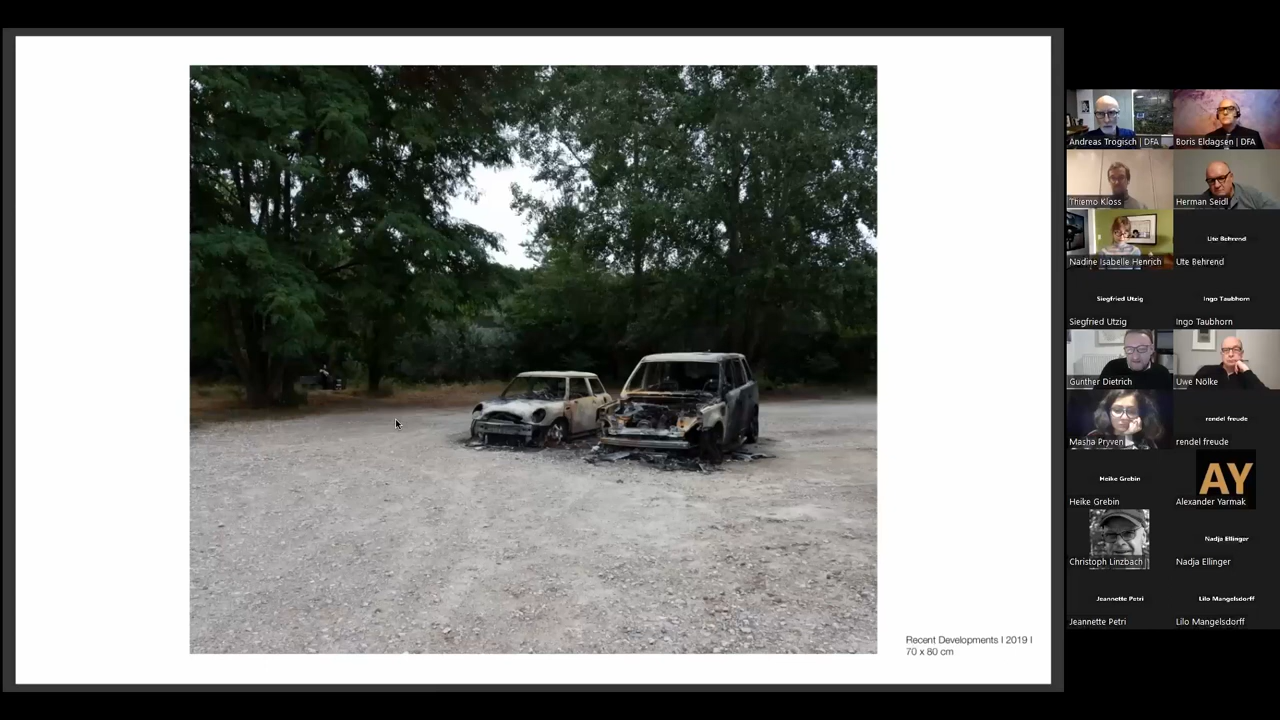 Recent Developments I 2019 I
70 x 80 cm
Andreas Trogisch | DFA
Boris Eldagsen | DFA
Thiemo Kloss
Herman Seidl
Nadine Isabelle Henrich
Ute Behrend
Ute Behrend
Siegfried Utzig
Siegfried Utzig
Ingo Taubhorn
Ingo Taubhorn
Gunther Dietrich
Uwe Nölke
Masha Pryven
rendel freude
rendel freude
Heike Grebin
Heike Grebin
AY
Alexander Yarmak
Christoph Linzbach
Nadja Ellinger
Nadja Ellinger
Jeannette Petri
Jeannette Petri
Lilo Mangelsdorff
Lilo Mangelsdorff